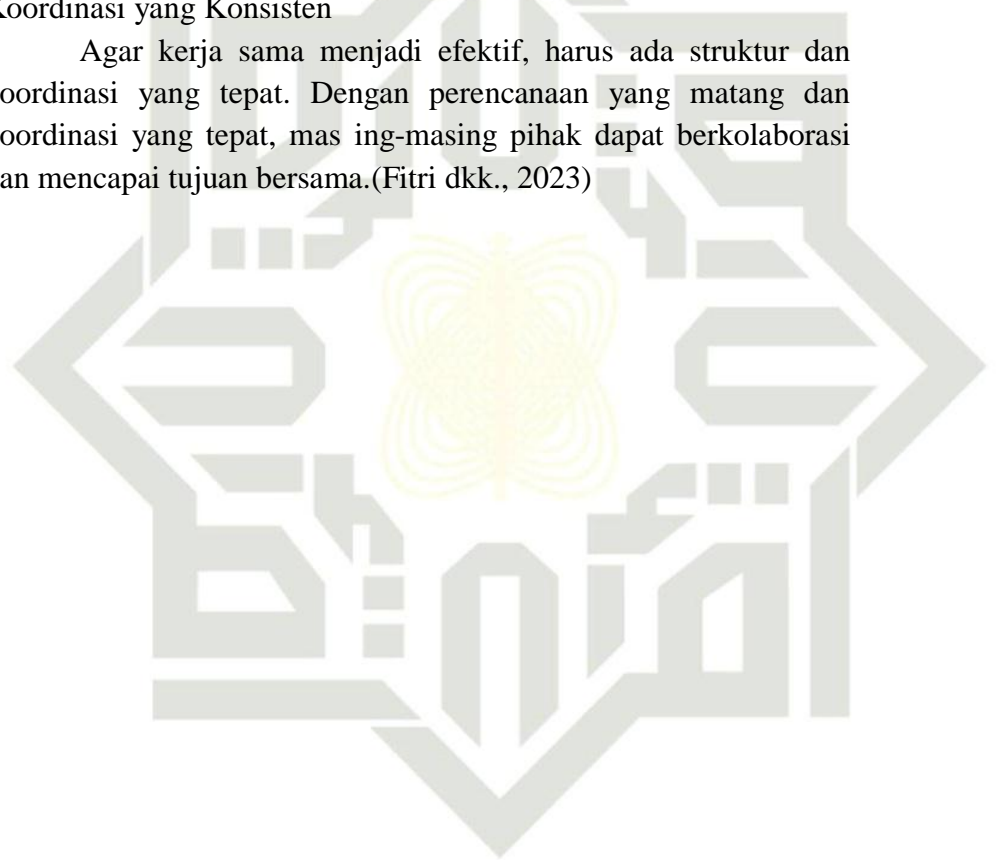 Koordinasi yang Konsisten
Agar kerja sama menjadi efektif, harus ada struktur dan
oordinasi yang tepat. Dengan perencanaan yang matang dan
oordinasi yang tepat, mas ing-masing pihak dapat berkolaborasi
an mencapai tujuan bersama.(Fitri dkk., 2023)